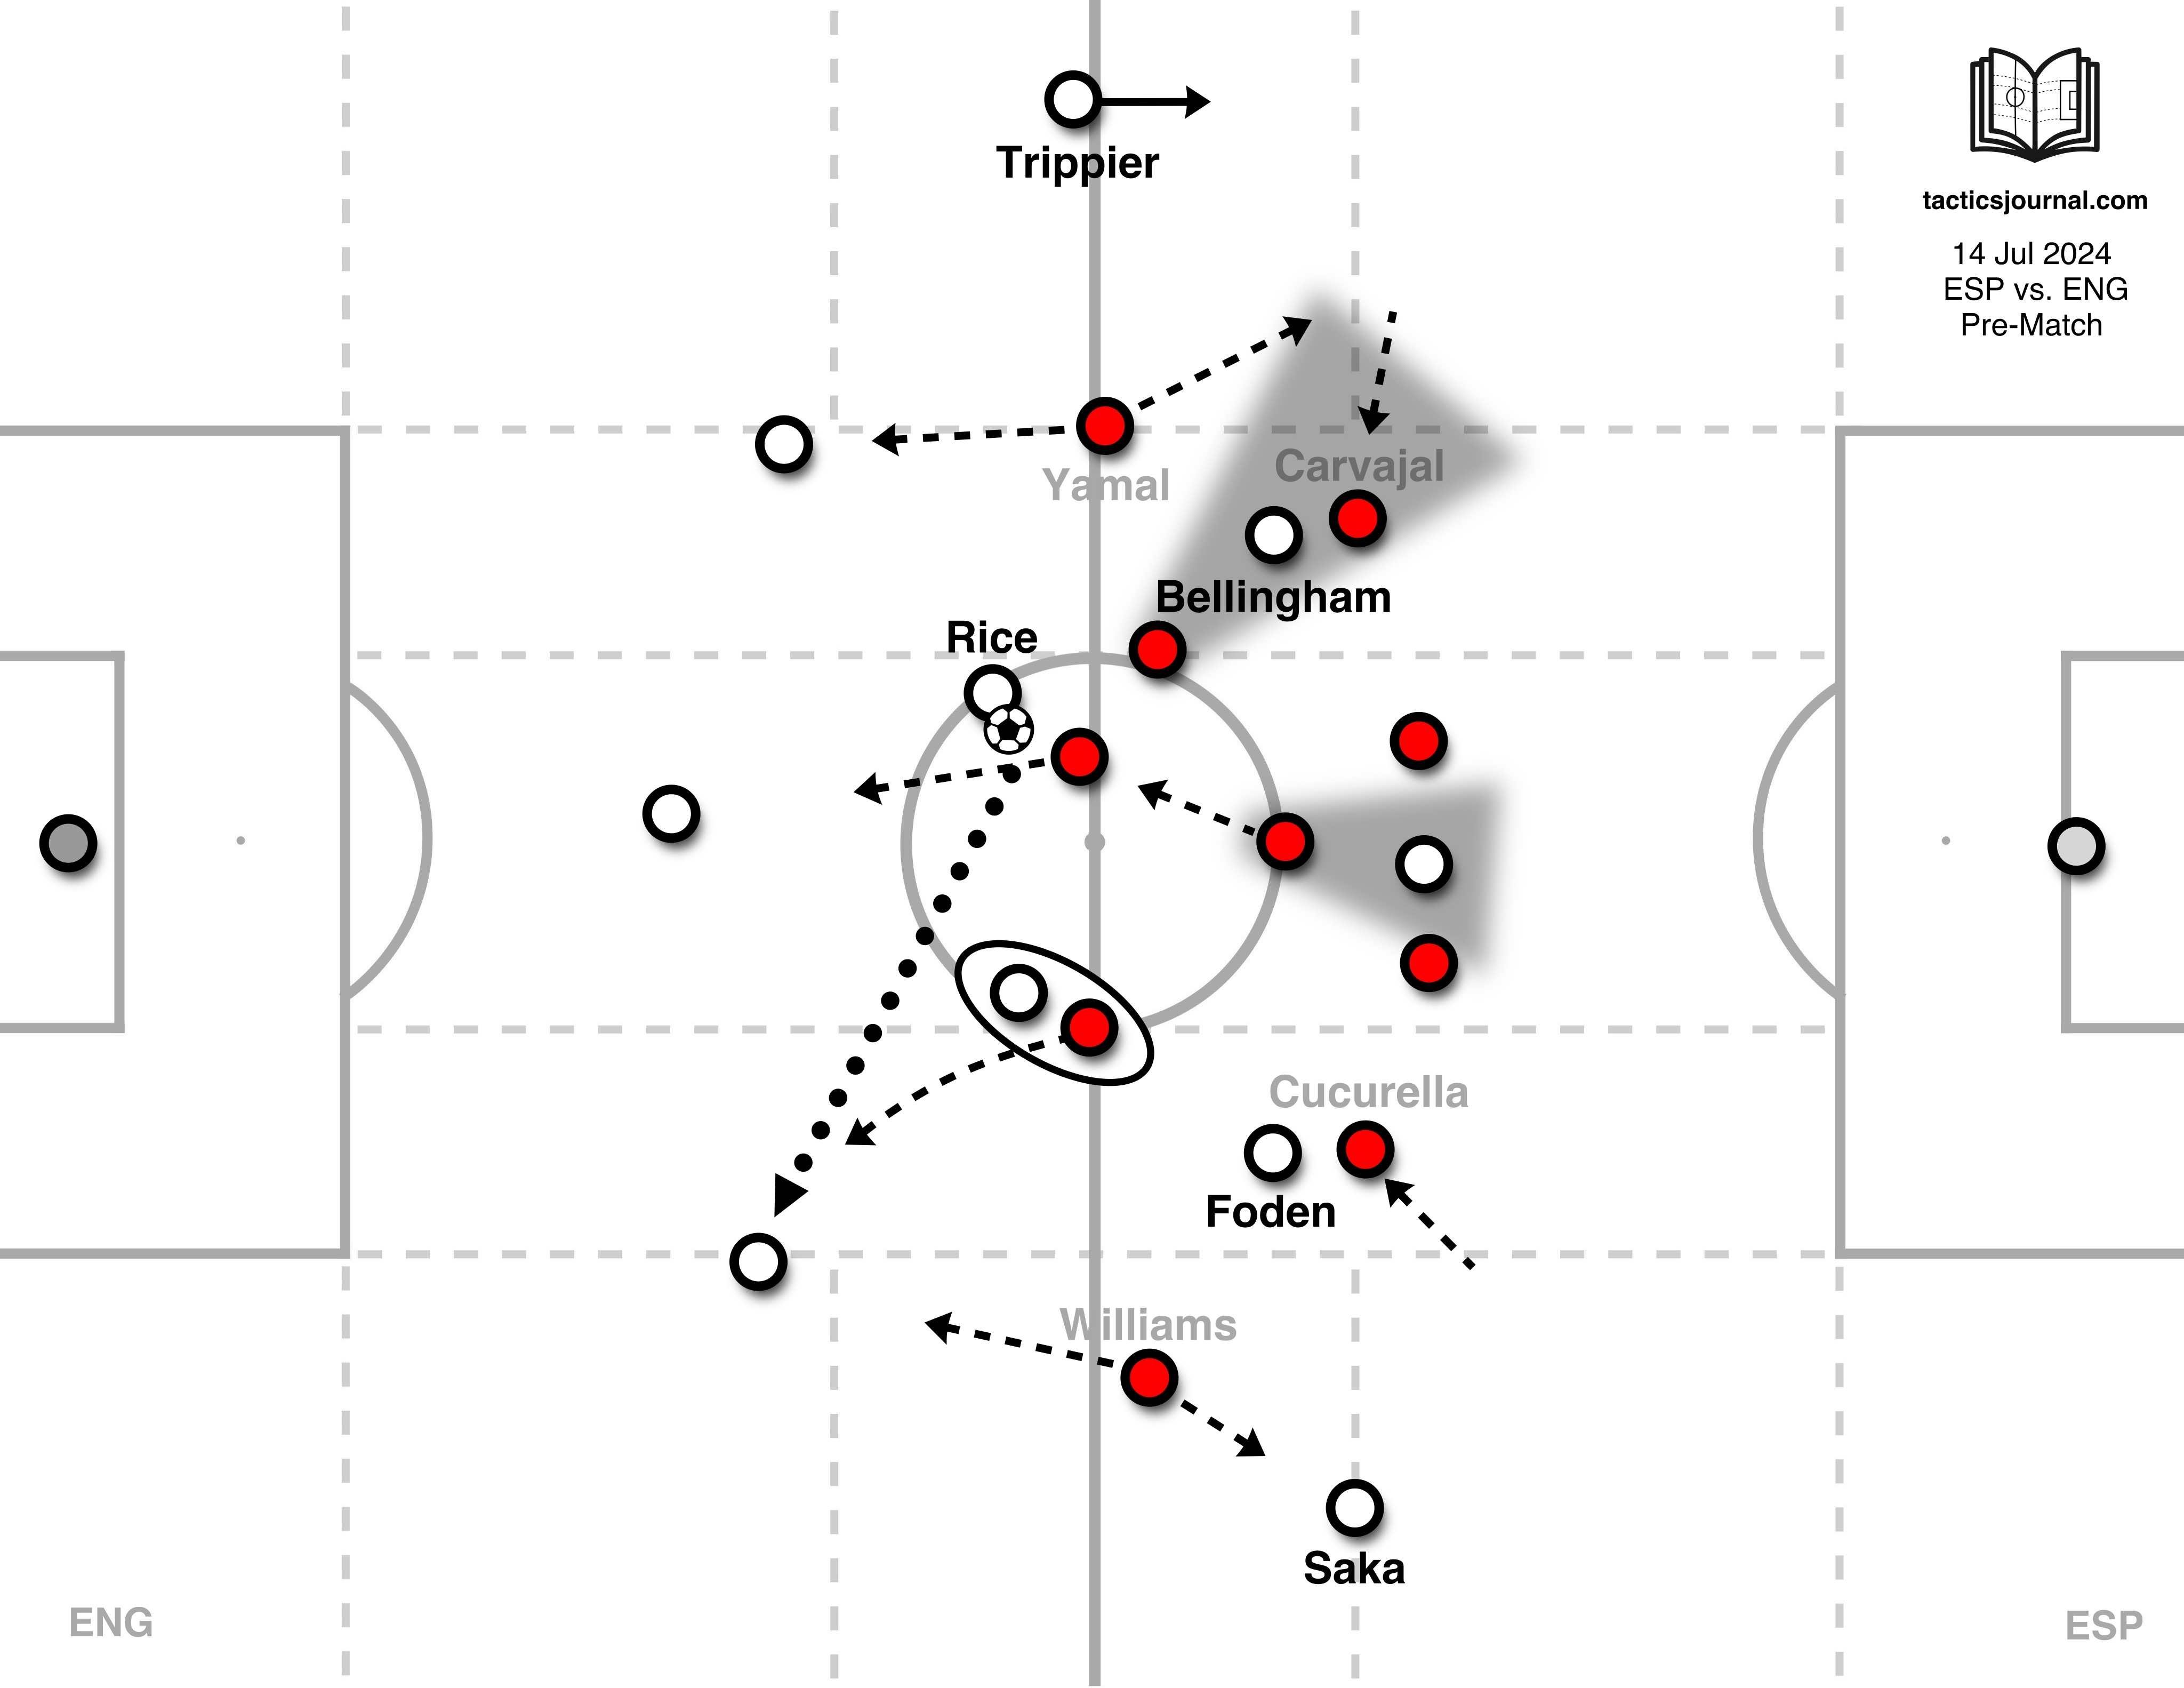 Trippier
tacticsjournal.com
14 Jul 2024
ESP vs. ENG
Pre-Match
Yamal
Carvajal
Bellingham
Rice
Cucurella
Foden
Williams
Saka
ENG
ESP